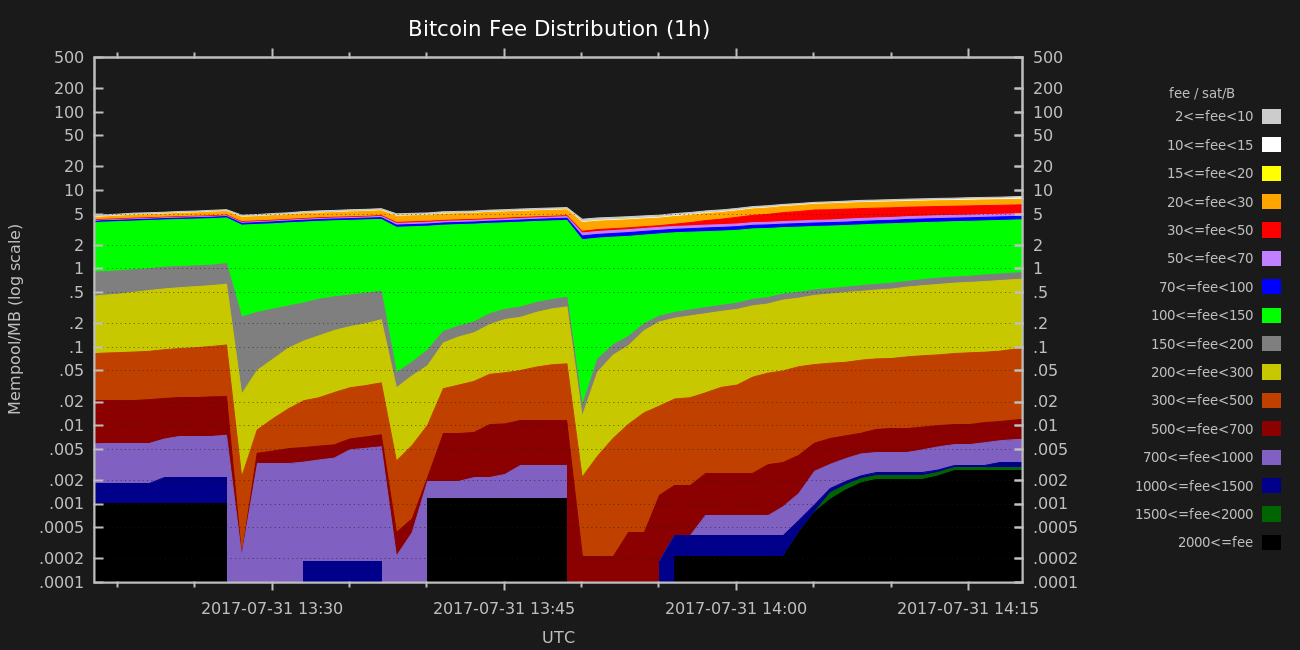 Bitcoin Fee Distribution (1h)
500
200
100
50
20
10
5
2
1
.5
.2
.1
.05
.02
.01
.005
.002
.001
.0005
.0002
.0001
Mempool/MB (log scale)
500
200
100
50
20
10
5
2
1
.5
.2
.1
.05
.02
.01
.005
.002
.001
.0005
.0002
.0001
2017-07-31 13:30 2017-07-31 13:45 2017-07-31 14:00 2017-07-31 14:15
UTC
fee / sat/B
2<=fee<10
10<=fee<15
15<=fee<20
20<=fee<30
30<=fee<50
50<=fee<70
70<=fee<100
100<=fee<150
150<=fee<200
200<=fee<300
300<=fee<500
500<=fee<700
700<=fee<1000
1000<=fee<1500
1500<=fee<2000
2000<=fee